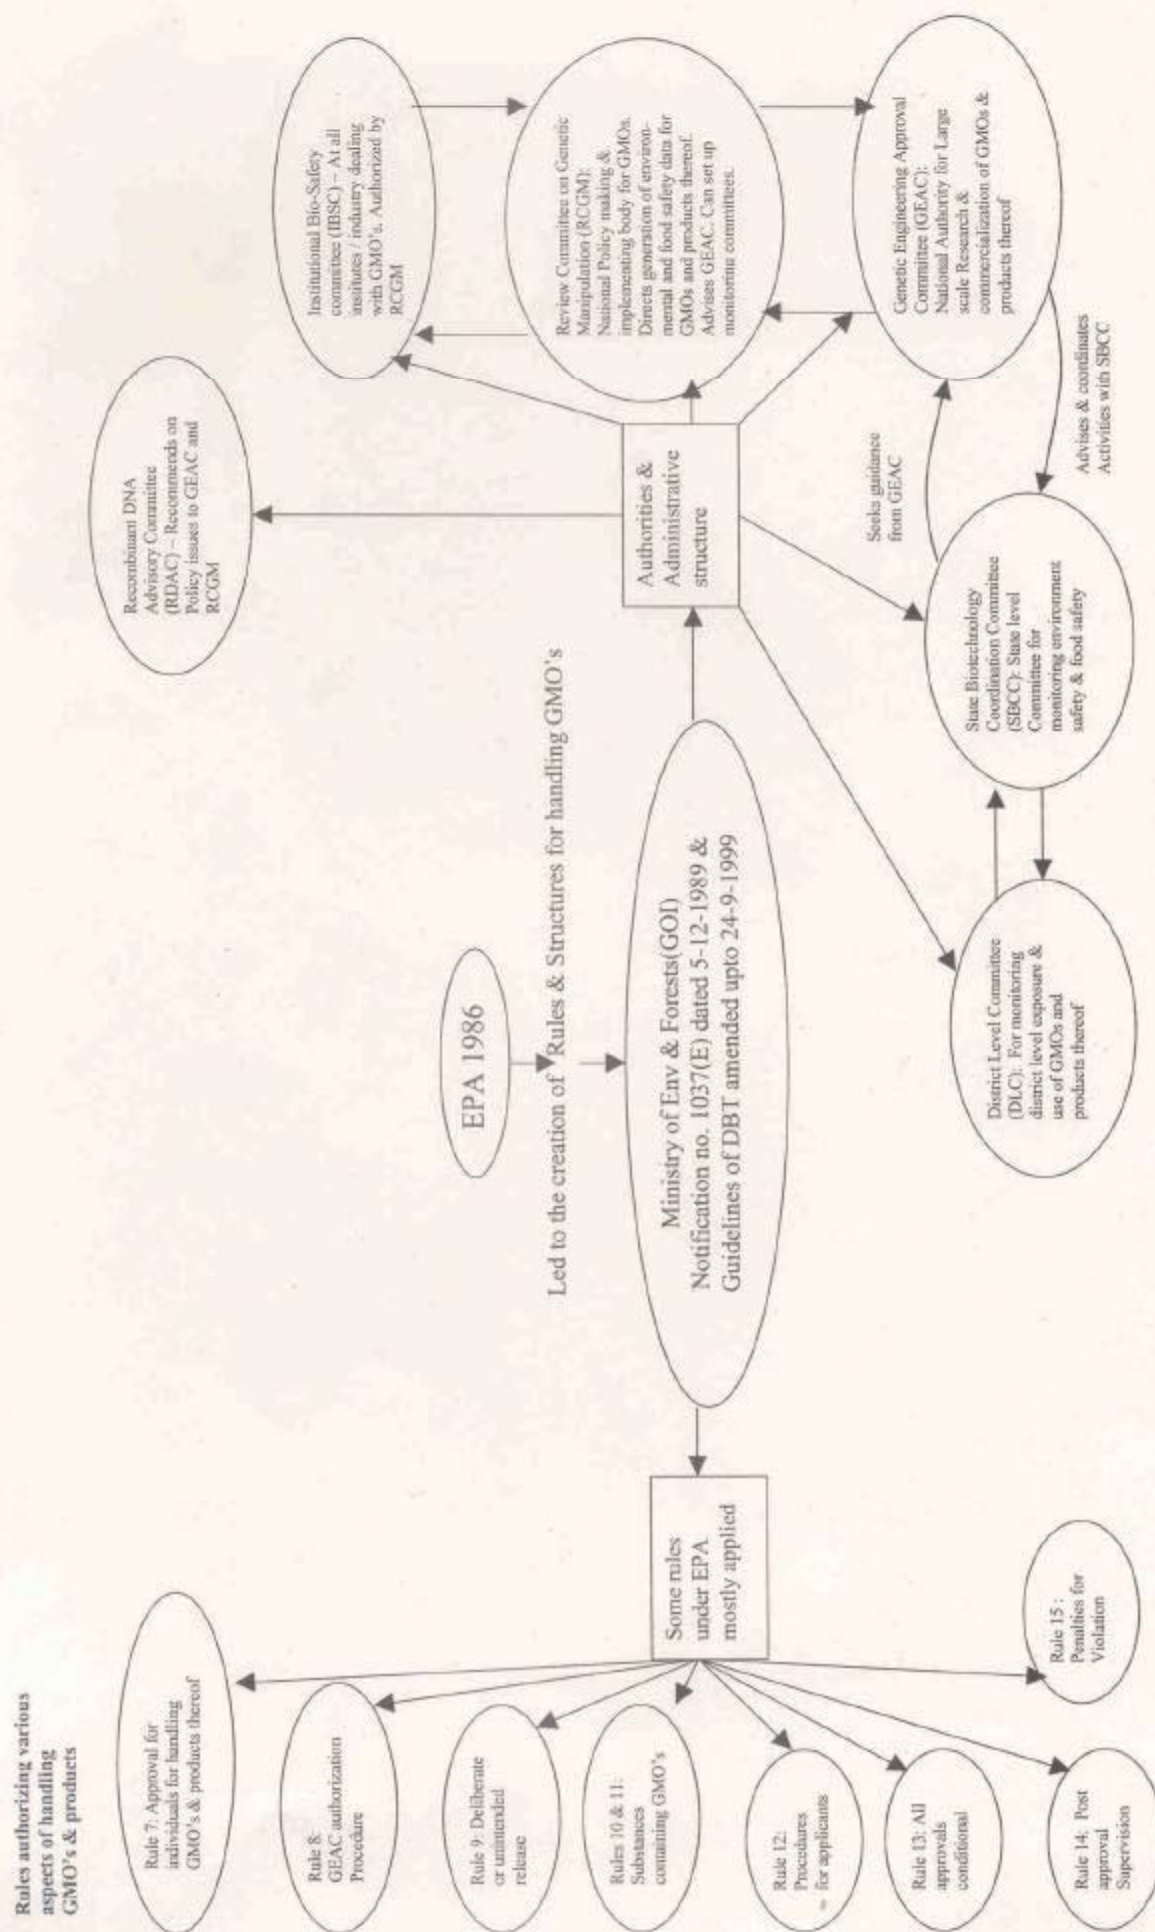 Rules authorizing various
aspects of handling
GMO's & products
Rule 7: Approval for
individuals for handling
GMO's & products thereof
Rule 8:
GEAC authorization
Procedure
Rule 9: Deliberate
or unintended
release
Rules 10 & 11:
Substances
containing GMO's
Rule 12:
Procedures
– for applicants
Rule 13: All
approvals
conditional
Rule 14: Post
approval
Supervision
Rule 15 :
Penalties for
Violation
Some rules
under EPA
mostly applied
EPA 1986
Led to the creation of Rules & Structures for handling GMO's
Ministry of Env & Forests(GOI)
Notification no. 1037(E) dated 5-12-1989 &
Guidelines of DBT amended upto 24-9-1999
Authorities &
Administrative
structure
Recombinant DNA
Advisory Committee
(RDAC) – Recommends on
Policy issues to GEAC and
RCGM
Institutional Bio-Safety
committee (IBSC) – At all
institutes / industry dealing
with GMO's. Authorized by
RCGM
Review Committee on Genetic
Manipulation (RCGM):
National Policy making &
implementing body for GMOs.
Directs generation of environ-
mental and food safety data for
GMOs and products thereof.
Advises GEAC. Can set up
monitoring committees.
Genetic Engineering Approval
Committee (GEAC):
National Authority for Large
scale Research &
commercialization of GMOs &
products thereof
Seeks guidance
from GEAC
Advises & coordinates
Activities with SBCC
State Biotechnology
Coordination Committee
(SBCC): State level
Committee for
monitoring environment
safety & food safety
District Level Committee
(DLC): For monitoring
district level exposure &
use of GMOs and
products thereof